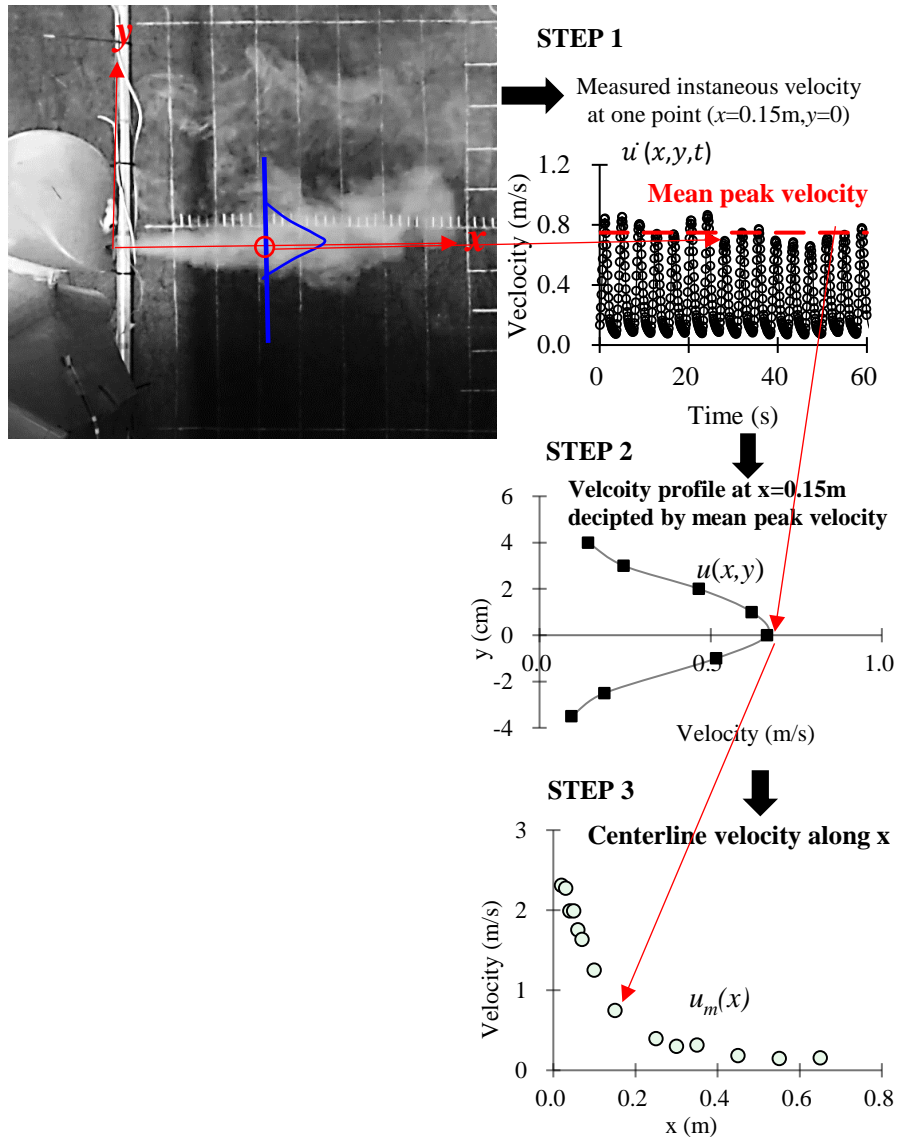 y
x
STEP 1
Measured instaneous velocity
at one point (x=0.15m,y=0)
u̇ (x,y,t)
Mean peak velocity
Veclocity (m/s)
1.2
0.8
0.4
0.0
0
20
40
60
Time (s)
STEP 2
Velcoity profile at x=0.15m
decipted by mean peak velocity
u(x,y)
y (cm)
6
4
2
0
-2
-4
0.0
0.5
1.0
Velocity (m/s)
STEP 3
Centerline velocity along x
u_m(x)
Velocity (m/s)
3
2
1
0
0.0
0.2
0.4
0.6
0.8
x (m)